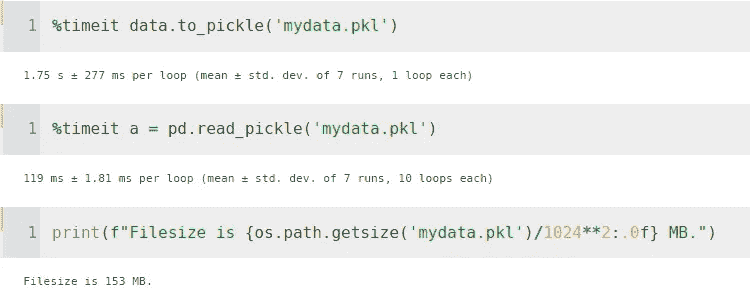 1 %timeit data.to_pickle('mydata.pkl')
1.75 s ± 277 ms per loop (mean ± std. dev. of 7 runs, 1 loop each)
1 %timeit a = pd.read_pickle('mydata.pkl')
119 ms ± 1.81 ms per loop (mean ± std. dev. of 7 runs, 10 loops each)
1 print(f"Filesize is {os.path.getsize('mydata.pkl')/1024**2:.0f} MB.")
Filesize is 153 MB.